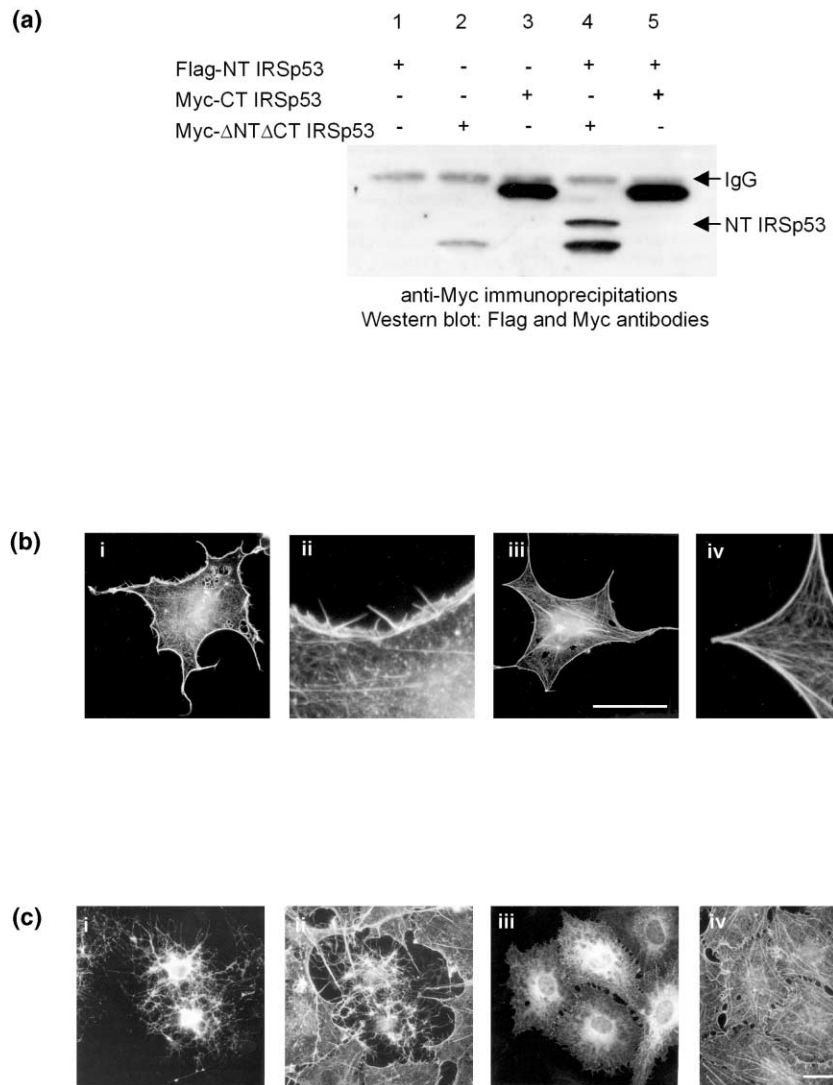 (a)
1 2 3 4 5
Flag-NT IRSp53 + - - + +
Myc-CT IRSp53 - - + - +
Myc-ΔNTΔCT IRSp53 - + - + -
IgG
NT IRSp53
anti-Myc immunoprecipitations
Western blot: Flag and Myc antibodies
(b)
i ii iii iv
(c)
i ii iii iv